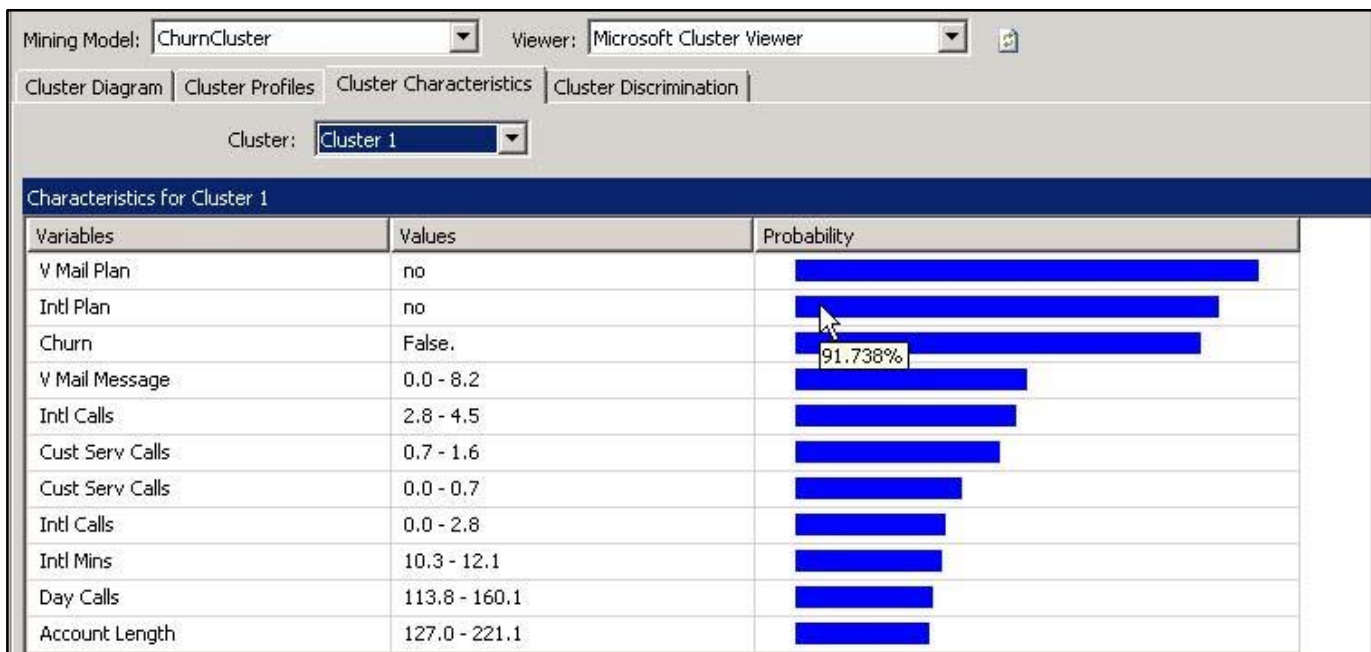 Mining Model: ChurnCluster Viewer: Microsoft Cluster Viewer
Cluster Diagram Cluster Profiles Cluster Characteristics Cluster Discrimination
Cluster: Cluster 1
Characteristics for Cluster 1
Variables Values Probability
V Mail Plan no
Intl Plan no
Churn False.
91.738%
V Mail Message 0.0 - 8.2
Intl Calls 2.8 - 4.5
Cust Serv Calls 0.7 - 1.6
Cust Serv Calls 0.0 - 0.7
Intl Calls 0.0 - 2.8
Intl Mins 10.3 - 12.1
Day Calls 113.8 - 160.1
Account Length 127.0 - 221.1